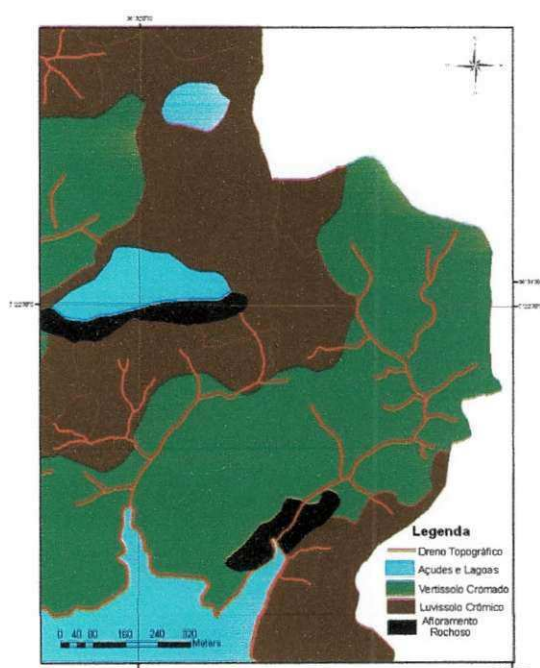 Legenda
Dreno Topográfico
Açudes e Lagoas
Vertissolo Cromado
Luvissolo Crômico
Afloramento
Rochoso
0 40 80 160 240 320
Meters